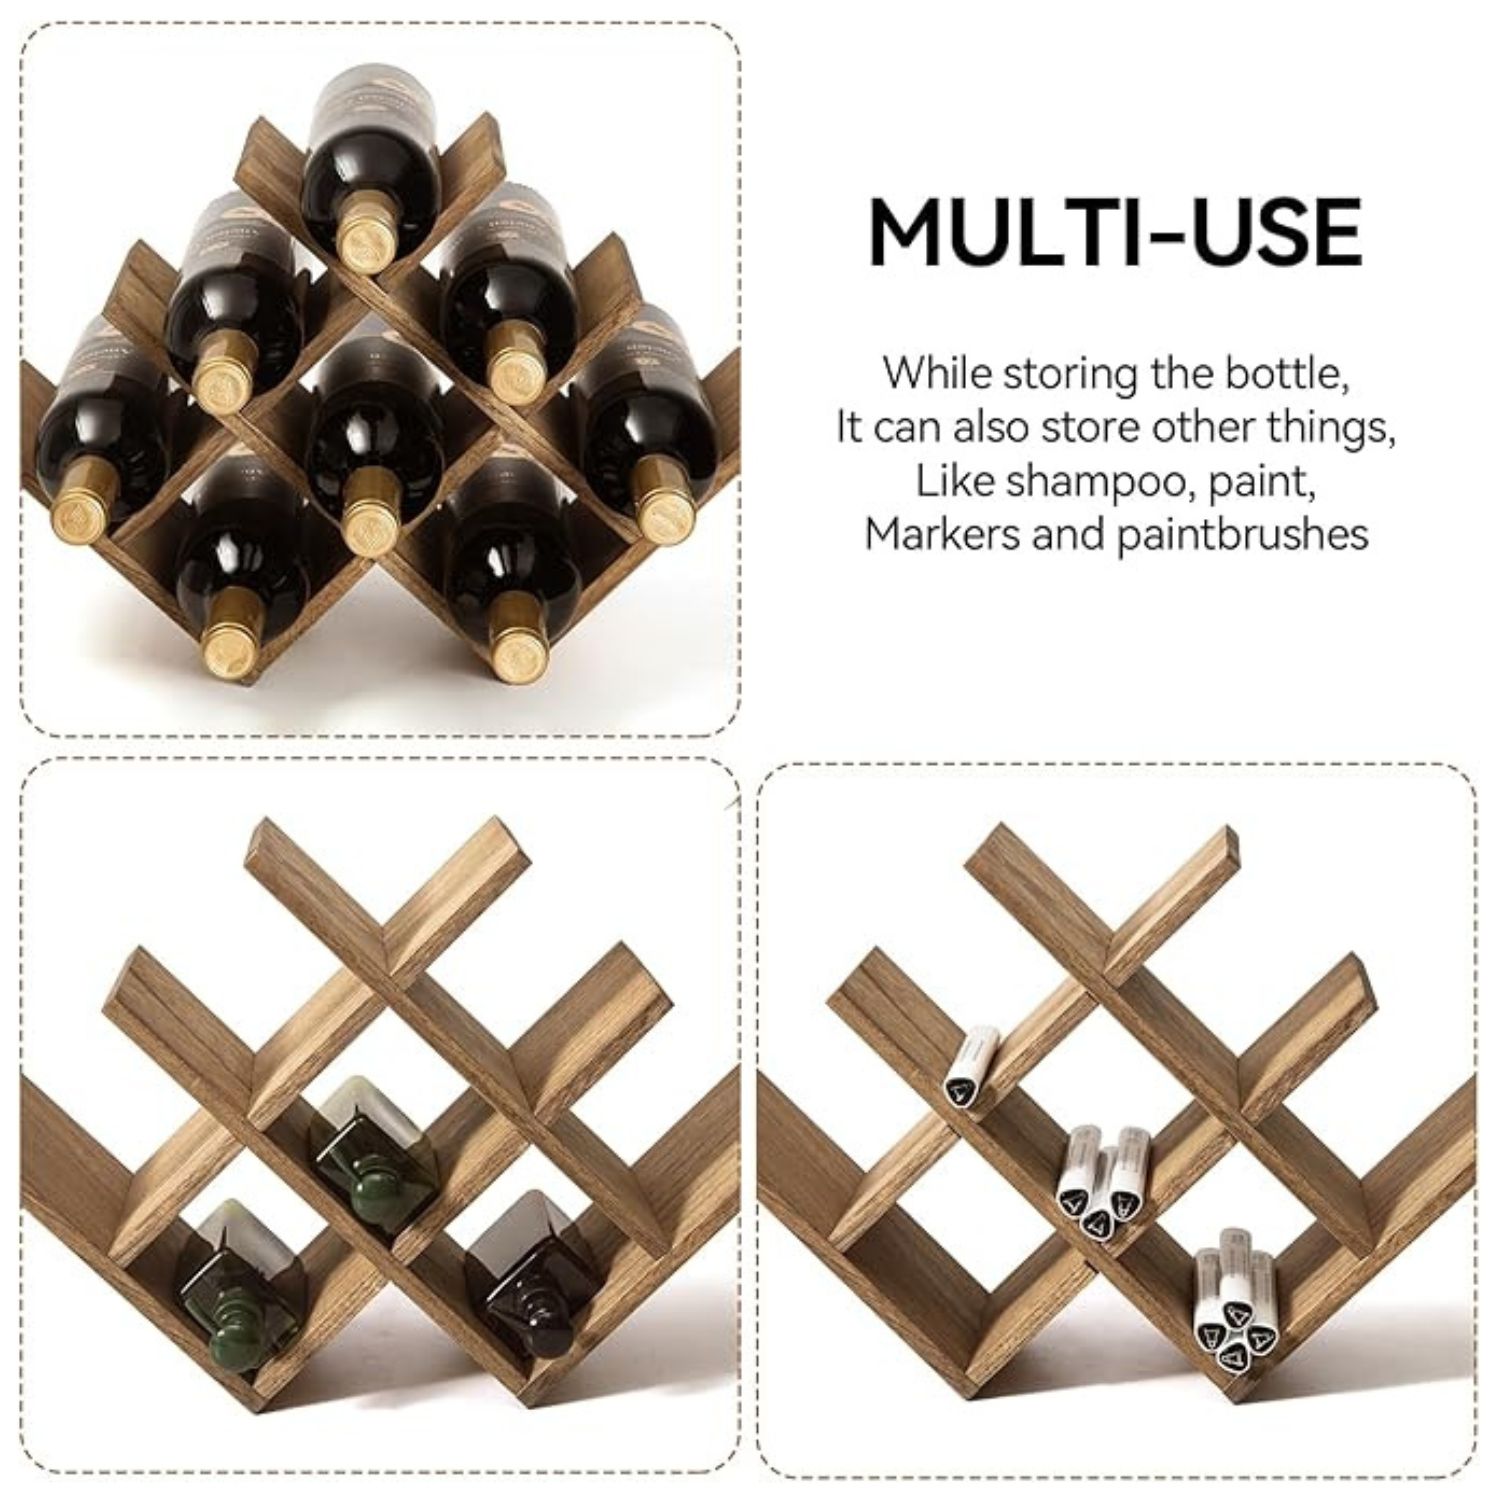 MULTI-USE
While storing the bottle,
It can also store other things,
Like shampoo, paint,
Markers and paintbrushes